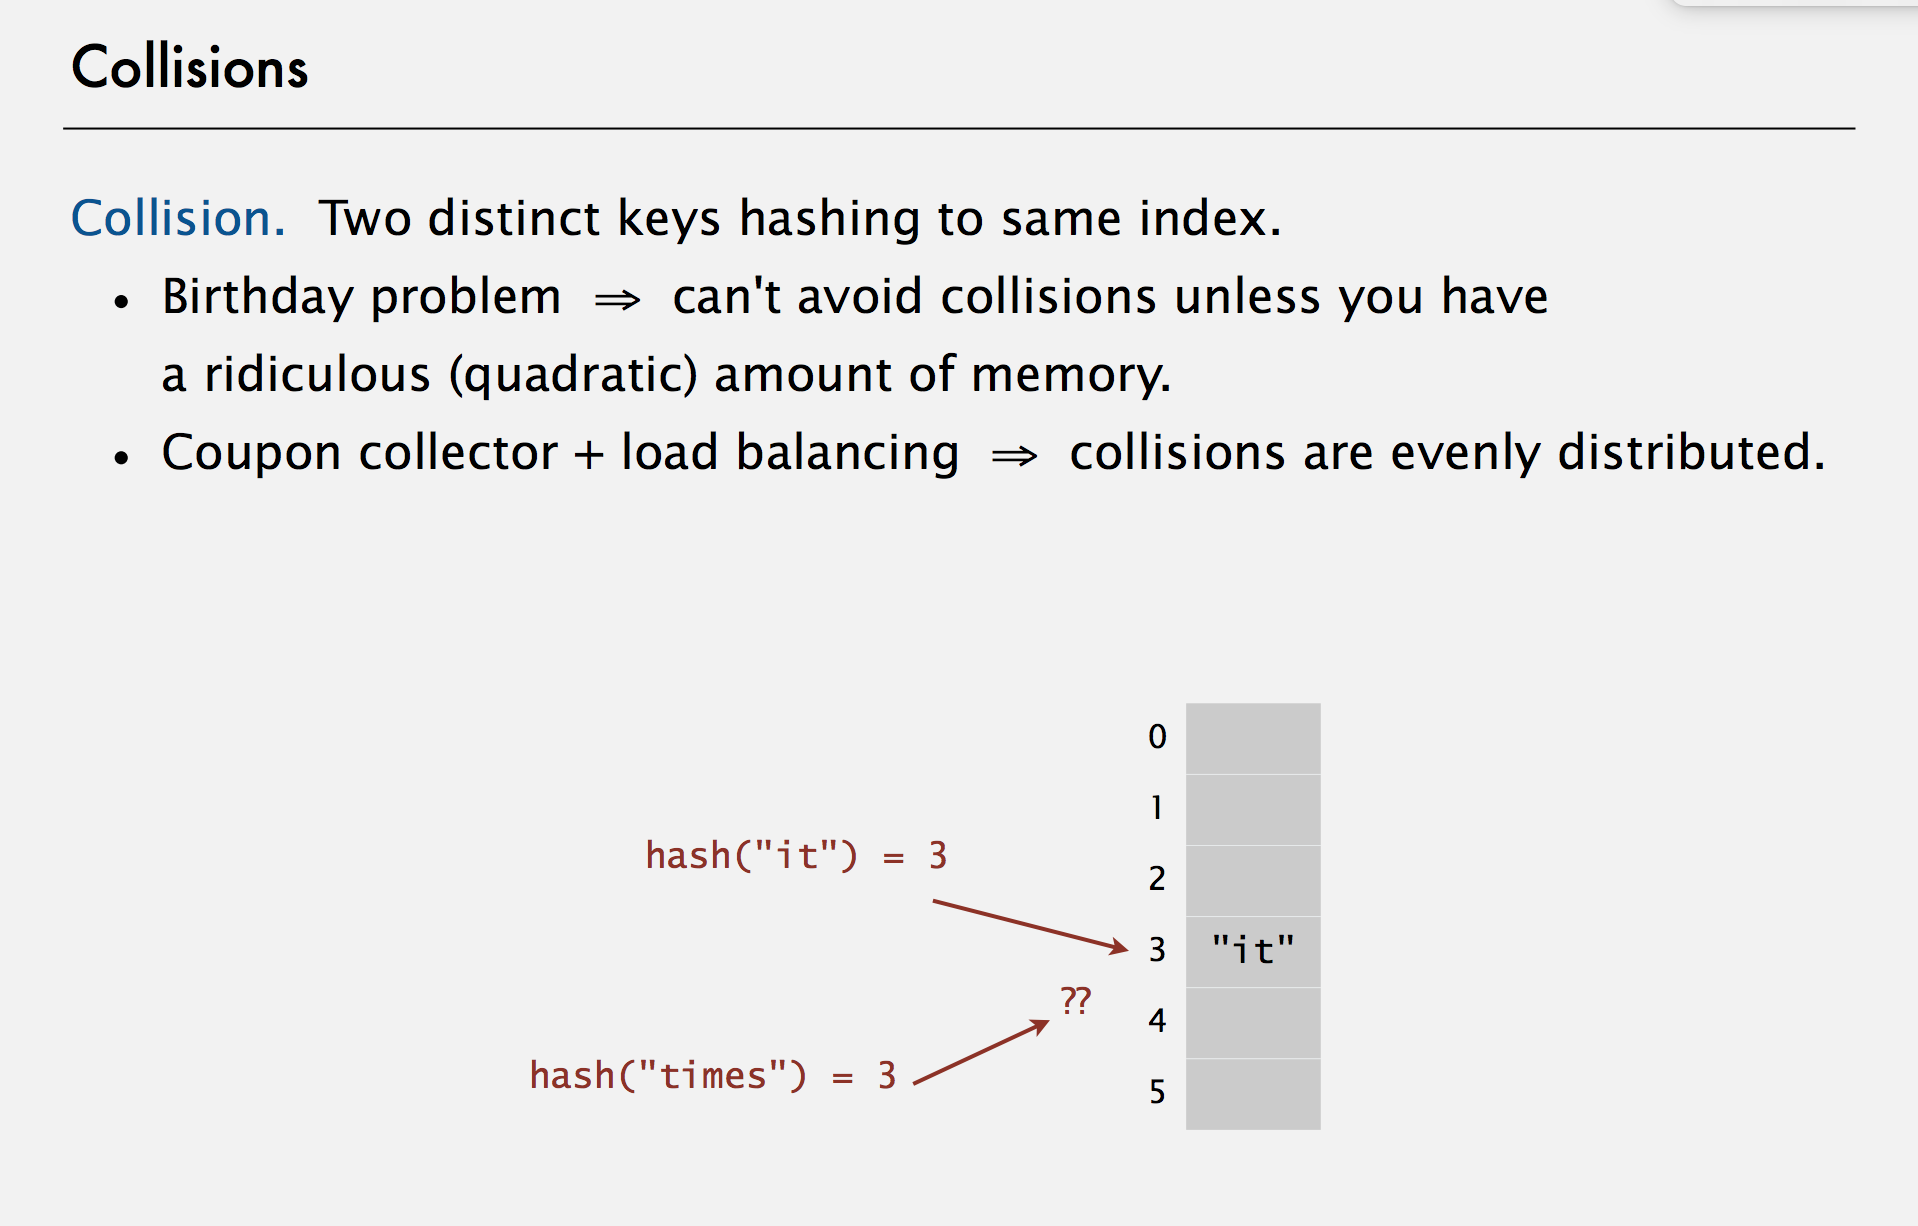 Collisions
Collision. Two distinct keys hashing to same index.
• Birthday problem ⇒ can't avoid collisions unless you have
a ridiculous (quadratic) amount of memory.
• Coupon collector + load balancing ⇒ collisions are evenly distributed.
0
1
hash("it") = 3
2
3 "it"
??
4
hash("times") = 3
5